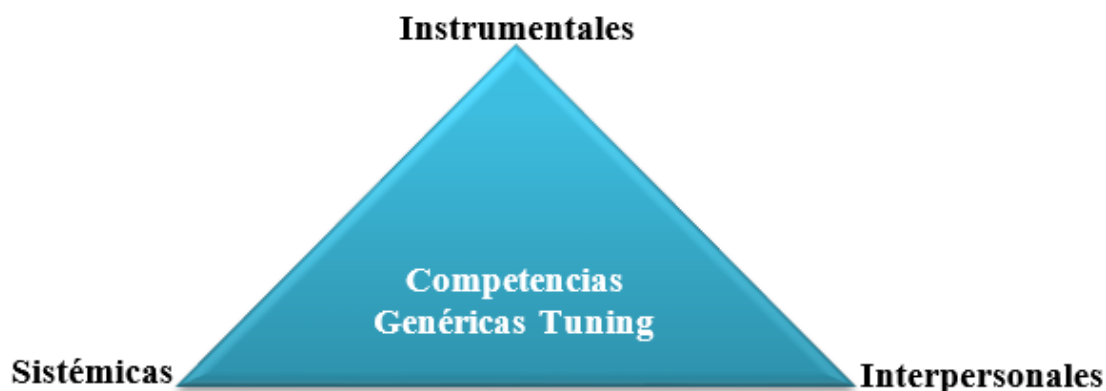 Instrumentales
Competencias
Genéricas Tuning
Sistémicas
Interpersonales